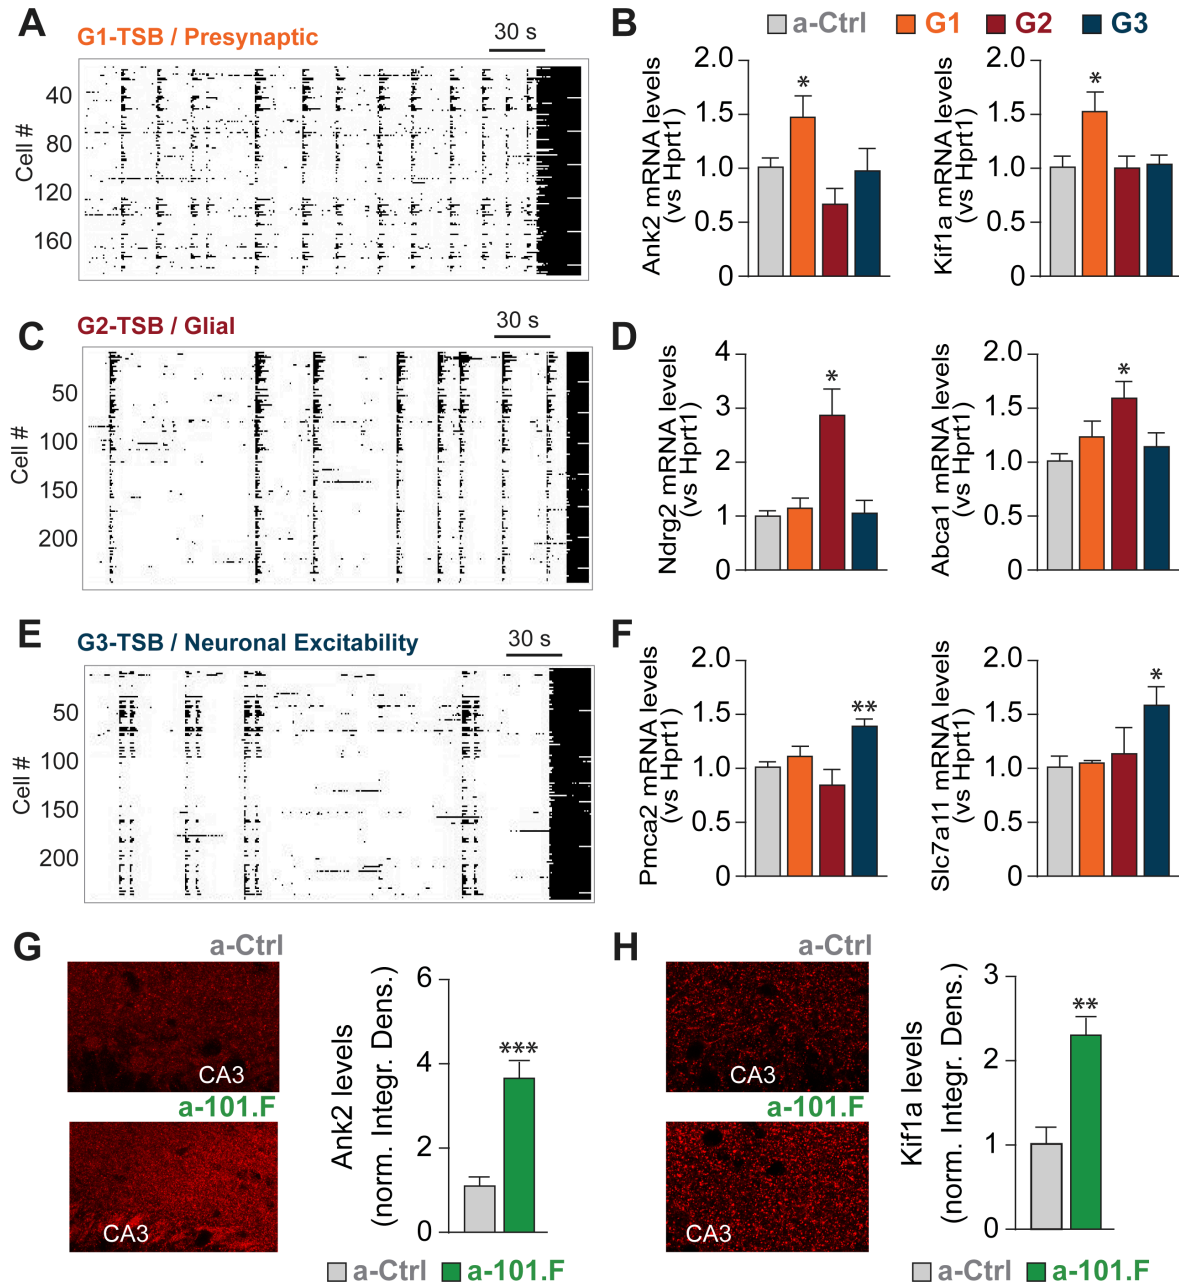 A
G1-TSB / Presynaptic
30 s
Cell #
40
80
120
160
B
a-Ctrl
G1
G2
G3
Ank2 mRNA levels
(vs Hprt1)
2.0
1.5
1.0
0.5
0
*
Kif1a mRNA levels
(vs Hprt1)
2.0
1.5
1.0
0.5
0
*
C
G2-TSB / Glial
30 s
Cell #
50
100
150
200
D
Ndrg2 mRNA levels
(vs Hprt1)
4
3
2
1
0
*
Abca1 mRNA levels
(vs Hprt1)
2.0
1.5
1.0
0.5
0
*
E
G3-TSB / Neuronal Excitability
30 s
Cell #
50
100
150
200
F
Pmca2 mRNA levels
(vs Hprt1)
2.0
1.5
1.0
0.5
0
**
Slc7a11 mRNA levels
(vs Hprt1)
2.0
1.5
1.0
0.5
0
*
G
a-Ctrl
CA3
a-101.F
CA3
Ank2 levels
(norm. Integr. Dens.)
6
4
2
0
***
a-Ctrl
a-101.F
H
a-Ctrl
CA3
a-101.F
CA3
Kif1a levels
(norm. Integr. Dens.)
3
2
1
0
**
a-Ctrl
a-101.F